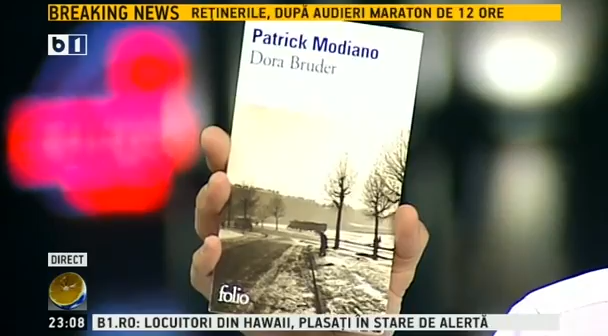 BREAKING NEWS REȚINERILE, DUPĂ AUDIERI MARATON DE 12 ORE
b1
Patrick Modiano
Dora Bruder
folio
DIRECT
23:08 B1.RO: LOCUITORI DIN HAWAII, PLASAȚI ÎN STARE DE ALERTĂ